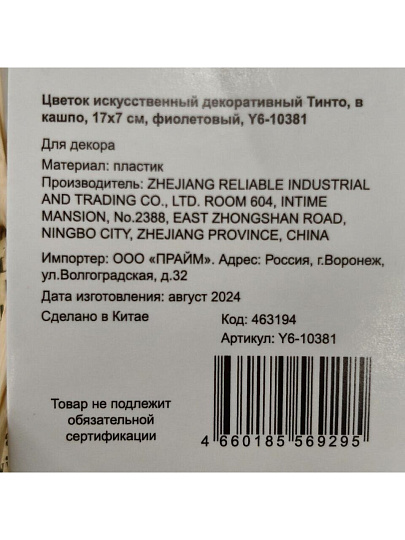 Цветок искусственный декоративный Тинто, в
кашпо, 17х7 см, фиолетовый, Y6-10381
Для декора
Материал: пластик
Производитель: ZHEJIANG RELIABLE INDUSTRIAL
AND TRADING CO., LTD. ROOM 604, INTIME
MANSION, No.2388, EAST ZHONGSHAN ROAD,
NINGBO CITY, ZHEJIANG PROVINCE, CHINA
Импортер: ООО «ПРАЙМ». Адрес: Россия, г.Воронеж,
ул.Волгоградская, д.32
Дата изготовления: август 2024
Сделано в Китае
Код: 463194
Артикул: Y6-10381
Товар не подлежит
обязательной
сертификации
4 660185 569295